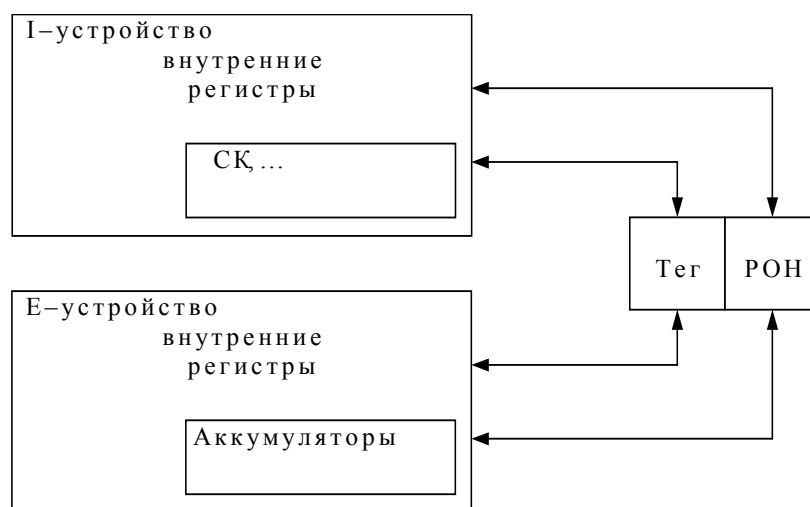 I–устройство
внутренние
регистры
СК, ...
Тег РОН
Е–устройство
внутренние
регистры
Аккумуляторы